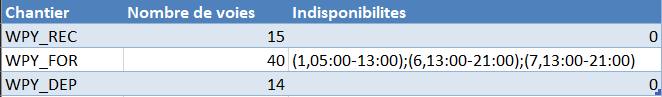 Chantier Nombre de voies Indisponibilites
WPY_REC 15 0
WPY_FOR 40 (1,05:00-13:00);(6,13:00-21:00);(7,13:00-21:00)
WPY_DEP 14 0